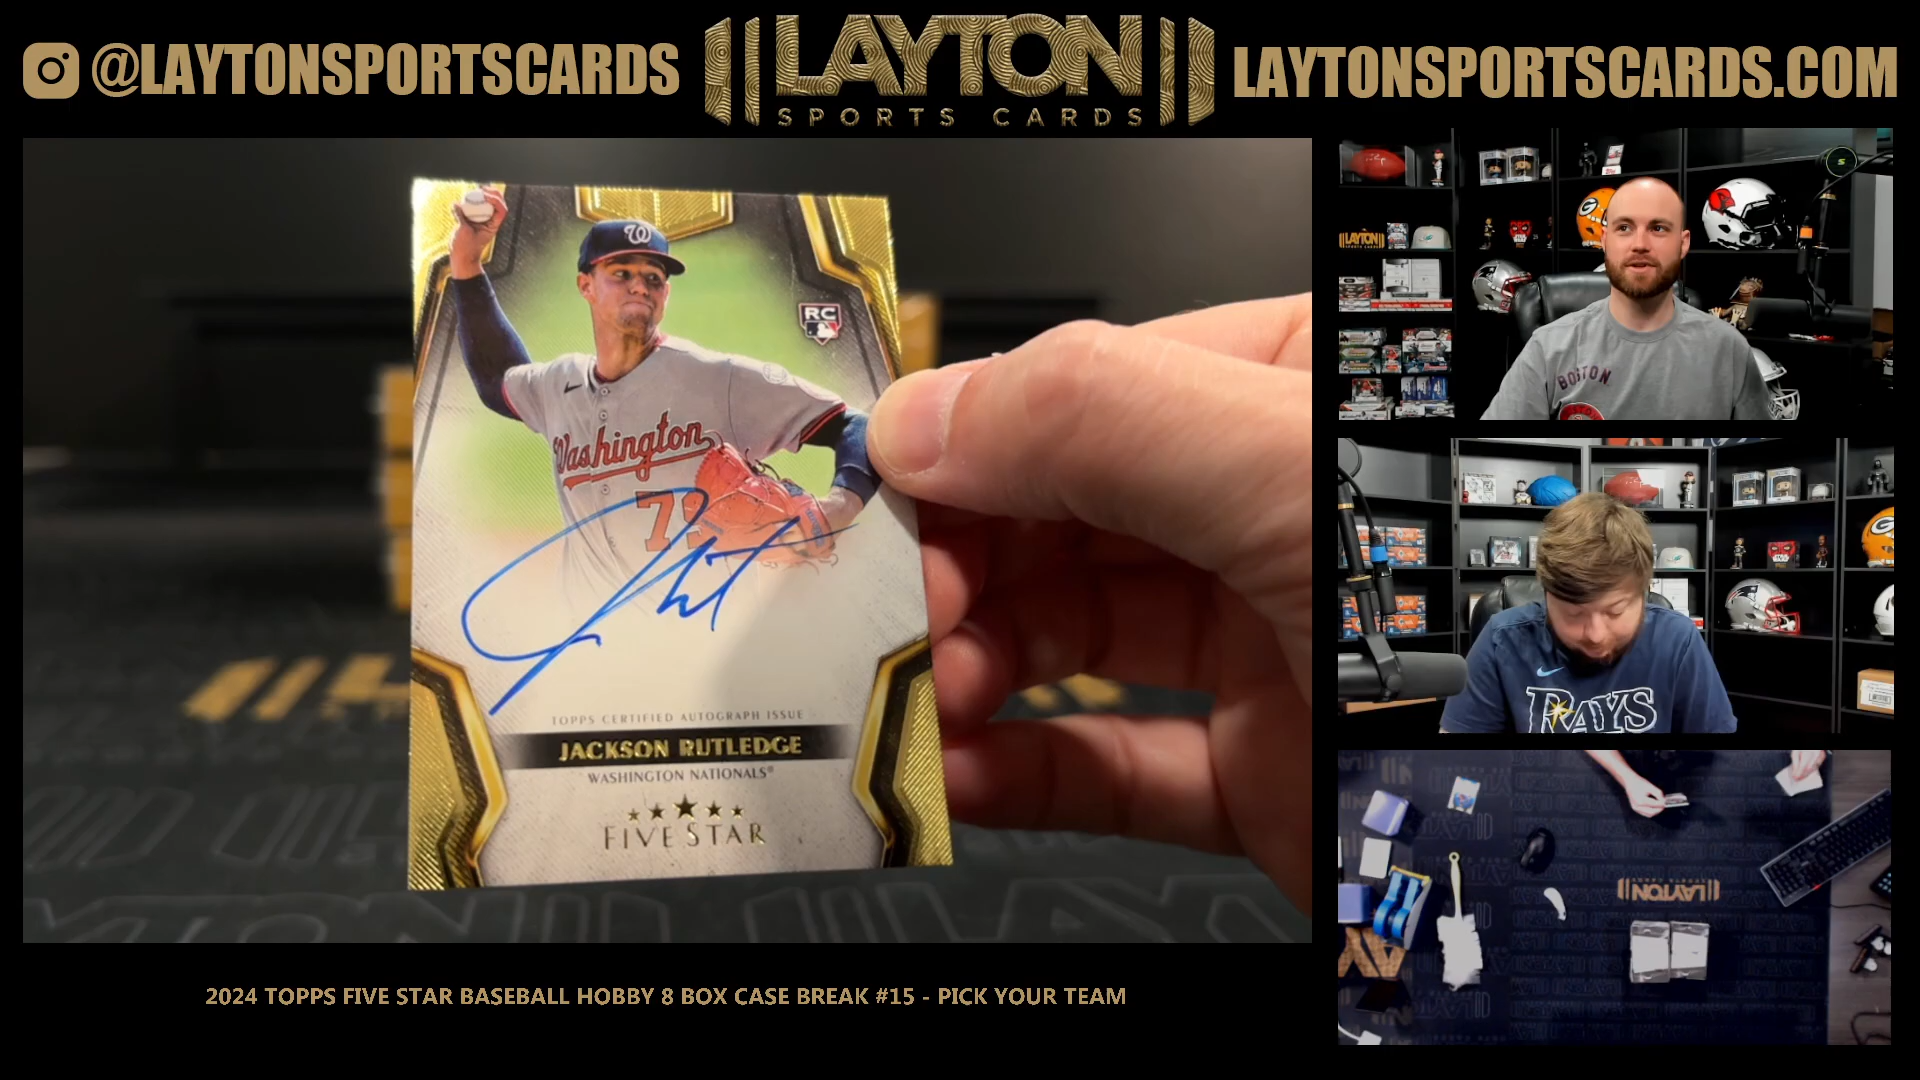 @LAYTONSPORTSCARDS
LAYTON
SPORTS CARDS
LAYTONSPORTSCARDS.COM
W
RC
Washington
TOPPS CERTIFIED AUTOGRAPH ISSUE
JACKSON RUTLEDGE
WASHINGTON NATIONALS®
FIVE STAR
2024 TOPPS FIVE STAR BASEBALL HOBBY 8 BOX CASE BREAK #15 - PICK YOUR TEAM
LAYTON
BOSTON
RAYS
LAYTON